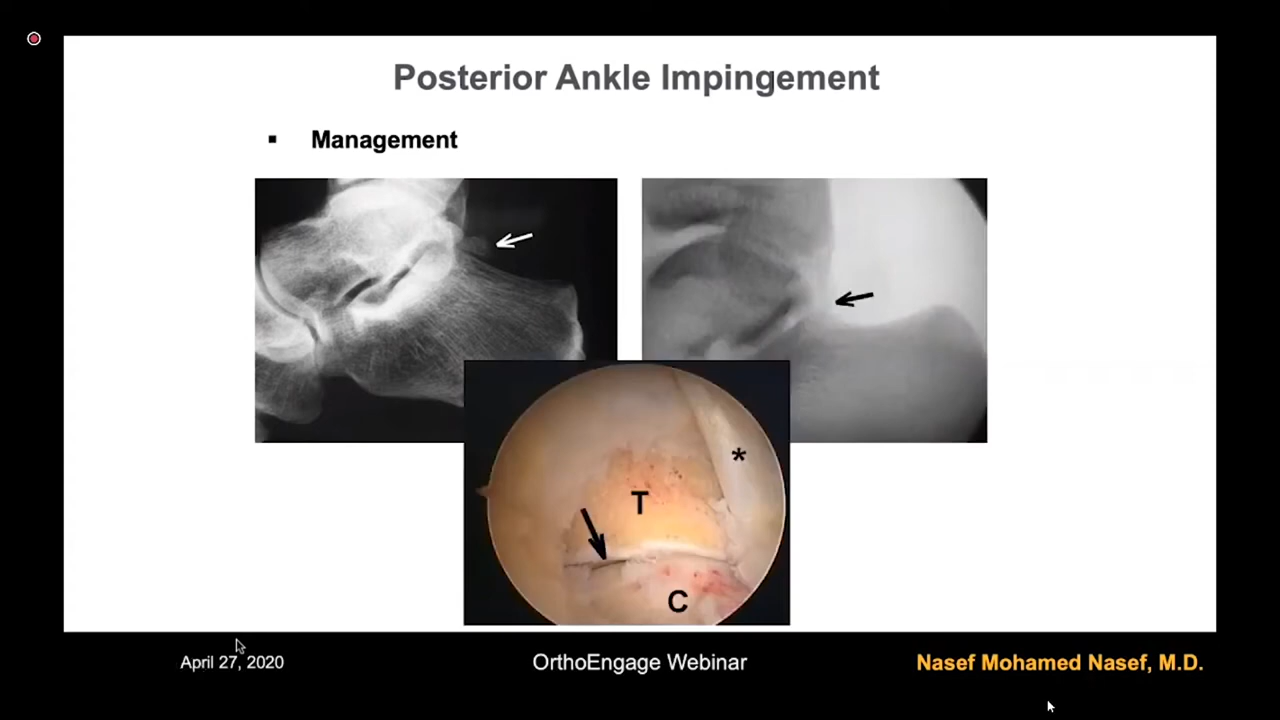 Posterior Ankle Impingement
▪ Management
*
T
C
April 27, 2020
OrthoEngage Webinar
Nasef Mohamed Nasef, M.D.